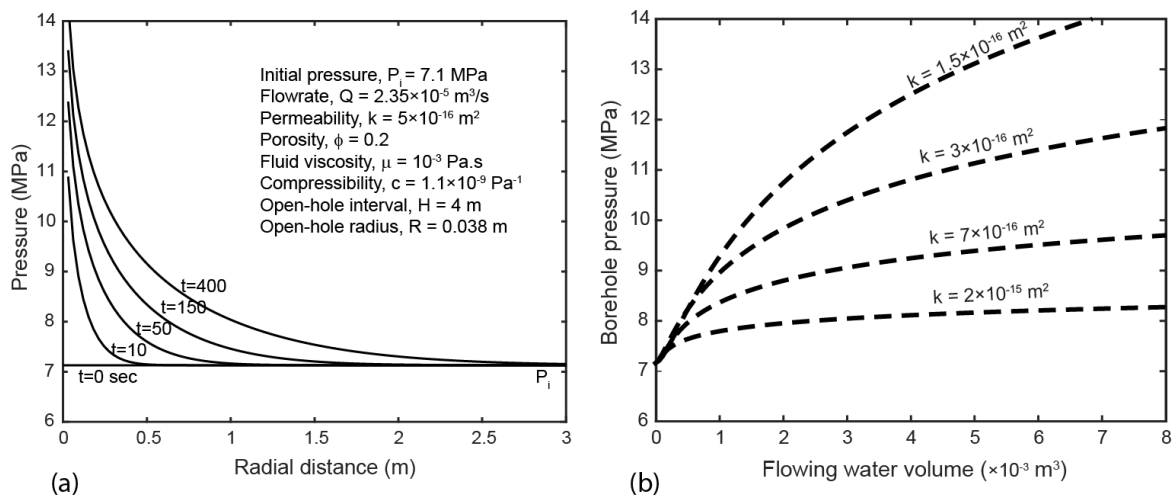 14
13
12
11
10
9
8
7
6
Pressure (MPa)
Initial pressure, Pᵢ = 7.1 MPa
Flowrate, Q = 2.35×10⁻⁵ m³/s
Permeability, k = 5×10⁻¹⁶ m²
Porosity, ϕ = 0.2
Fluid viscosity, μ = 10⁻³ Pa.s
Compressibility, c = 1.1×10⁻⁹ Pa⁻¹
Open-hole interval, H = 4 m
Open-hole radius, R = 0.038 m
t=400
t=150
t=50
t=10
t=0 sec
Pᵢ
0 0.5 1 1.5 2 2.5 3
Radial distance (m)
(a)
14
13
12
11
10
9
8
7
6
Borehole pressure (MPa)
k = 1.5×10⁻¹⁶ m²
k = 3×10⁻¹⁶ m²
k = 7×10⁻¹⁶ m²
k = 2×10⁻¹⁵ m²
0 1 2 3 4 5 6 7 8
Flowing water volume (×10⁻³ m³)
(b)